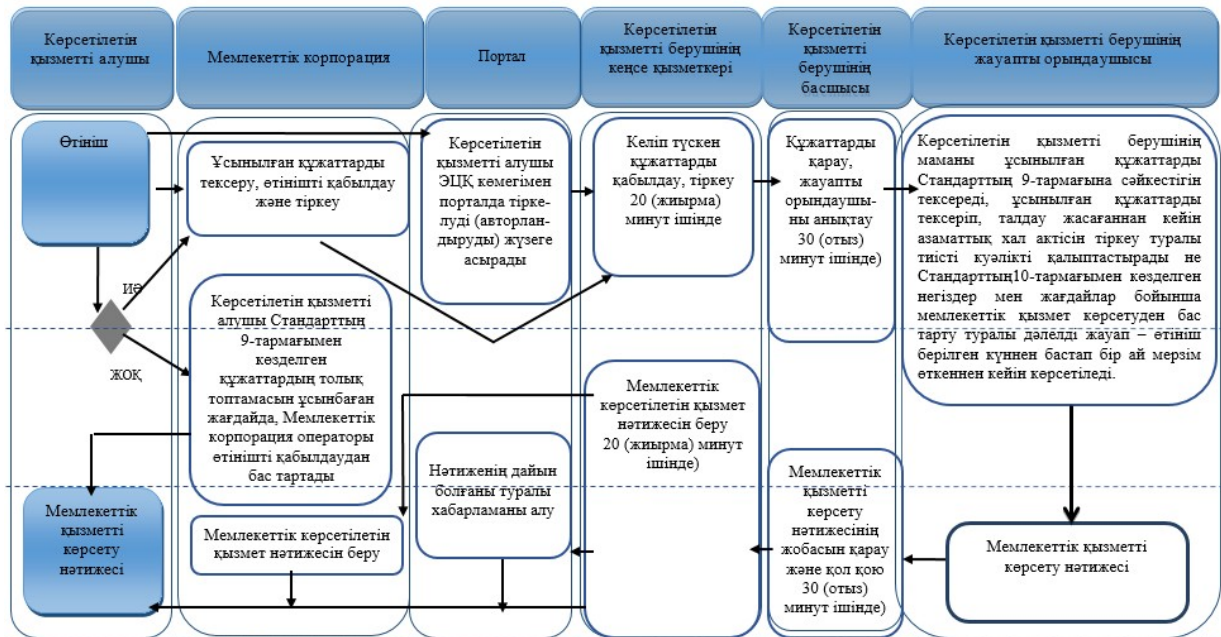 Көрсетілетін
қызметті алушы
Мемлекеттік корпорация
Портал
Көрсетілетін
қызметті берушінің
кеңсе қызметкері
Көрсетілетін
қызметті
берушінің
басшысы
Көрсетілетін қызметті берушінің
жауапты орындаушысы
Өтініш
ИӘ
ЖОҚ
Ұсынылған құжаттарды
тексеру, өтінішті қабылдау
және тіркеу
Көрсетілетін
қызметті алушы
ЭЦҚ көмегімен
порталда тірке-
луді (авторлан-
дыруды) жүзеге
асырады
Келіп түскен
құжаттарды
қабылдау, тіркеу
20 (жиырма)
минут ішінде)
Құжаттарды
қарау,
жауапты
орындаушы-
ны анықтау
30 (отыз)
минут ішінде)
Көрсетілетін қызметті берушінің
маманы ұсынылған құжаттарды
Стандарттың 9-тармағына сәйкестігін
тексереді, ұсынылған құжаттарды
тексеріп, талдау жасағаннан кейін
азаматтық хал актісін тіркеу туралы
тиісті куәлікті қалыптастырады не
Стандарттың10-тармағымен көзделген
негіздер мен жағдайлар бойынша
мемлекеттік қызмет көрсетуден бас
тарту туралы дәлелді жауап – өтініш
берілген күннен бастап бір ай мерзім
өткеннен кейін көрсетіледі.
Көрсетілетін қызметті
алушы Стандарттың
9-тармағымен
көзделген
құжаттардың толық
топтамасын ұсынбаған
жағдайда, Мемлекеттік
корпорация операторы
өтінішті қабылдаудан
бас тартады
Мемлекеттік
көрсетілетін қызмет
нәтижесін беру
20 (жиырма) минут
ішінде)
Нәтиженің дайын
болғаны туралы
хабарламаны алу
Мемлекеттік
қызметті
көрсету
нәтижесінің
жобасын қарау
және қол қою
30 (отыз)
минут ішінде)
Мемлекеттік
қызметті
көрсету
нәтижесі
Мемлекеттік көрсетілетін
қызмет нәтижесін беру
Мемлекеттік қызметті
көрсету нәтижесі